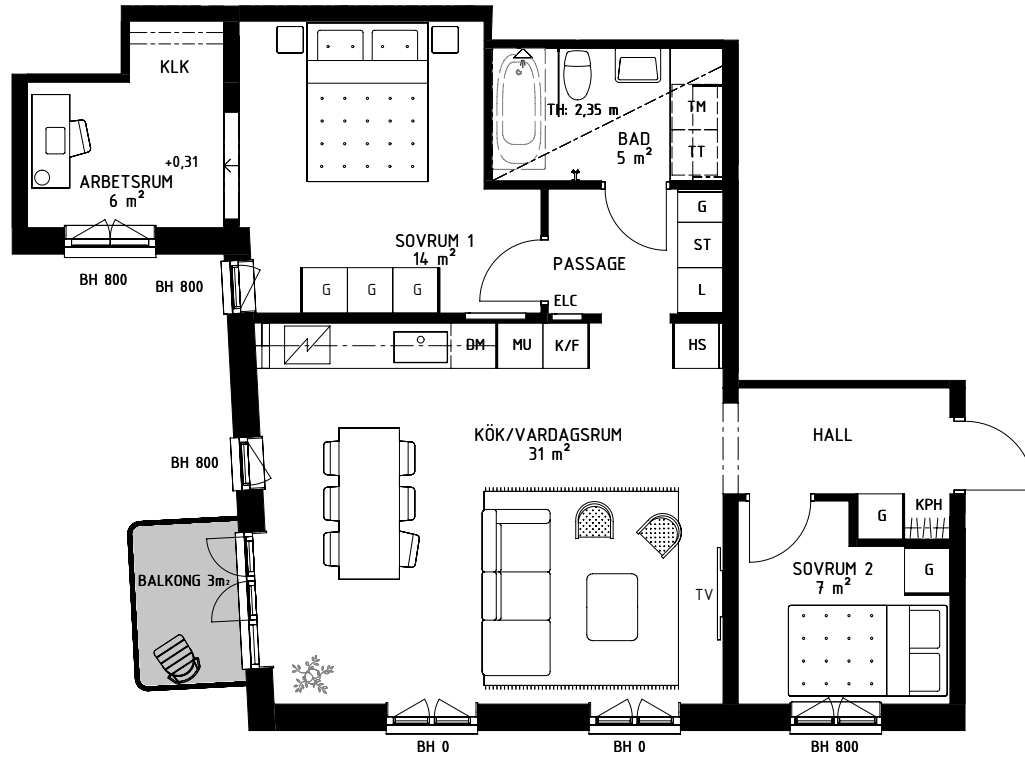 KLK
+0,31
ARBETSRUM
6 m²
BH 800
BH 800
SOVRUM 1
14 m²
G
G
G
TH: 2,35 m
BAD
5 m²
TM
TT
G
ST
L
PASSAGE
ELC
DM
MU
K/F
HS
KÖK/VARDAGSRUM
31 m²
BH 800
HALL
G
KPH
G
SOVRUM 2
7 m²
BALKONG 3m²
TV
BH 0
BH 0
BH 800